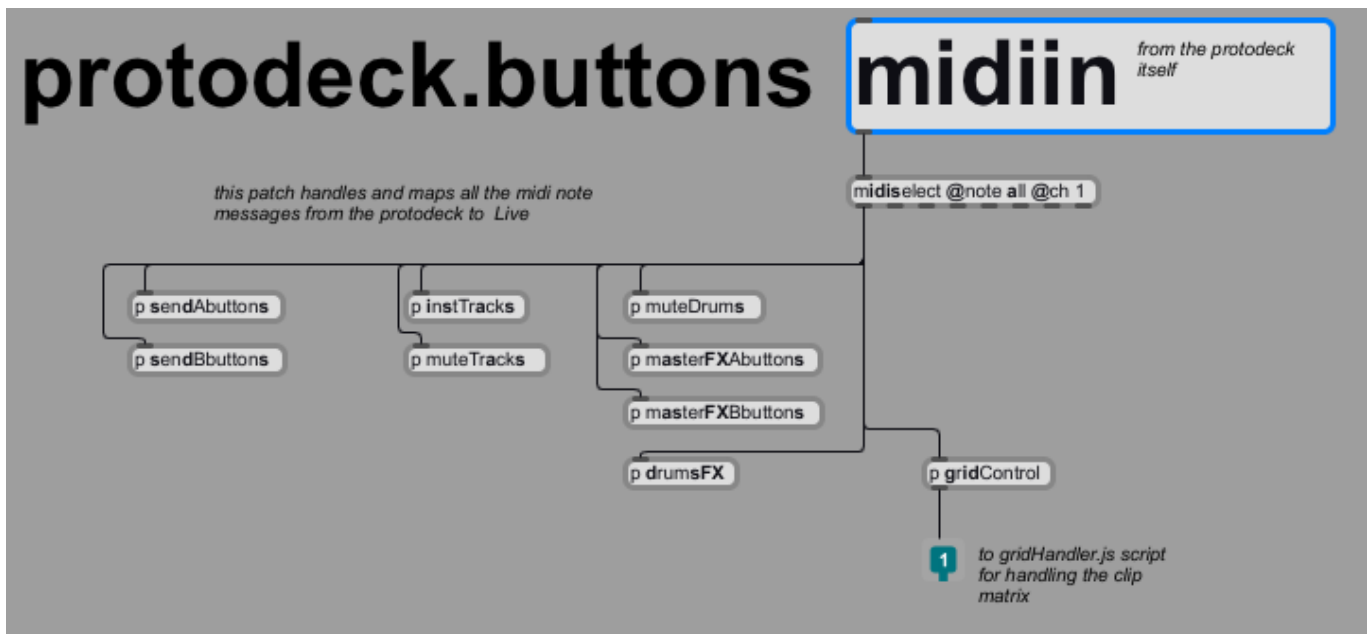 protodeck.buttons
midiin
from the protodeck
itself
this patch handles and maps all the midi note
messages from the protodeck to  Live
midiselect @note all @ch 1
p sendAbuttons
p instTracks
p muteDrums
p sendBbuttons
p muteTracks
p masterFXAbuttons
p masterFXBbuttons
p drumsFX
p gridControl
1
to gridHandler.js script
for handling the clip
matrix